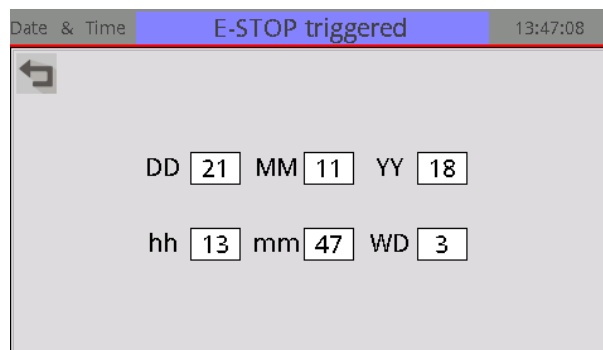 Date & Time E-STOP triggered 13:47:08
DD 21 MM 11 YY 18
hh 13 mm 47 WD 3